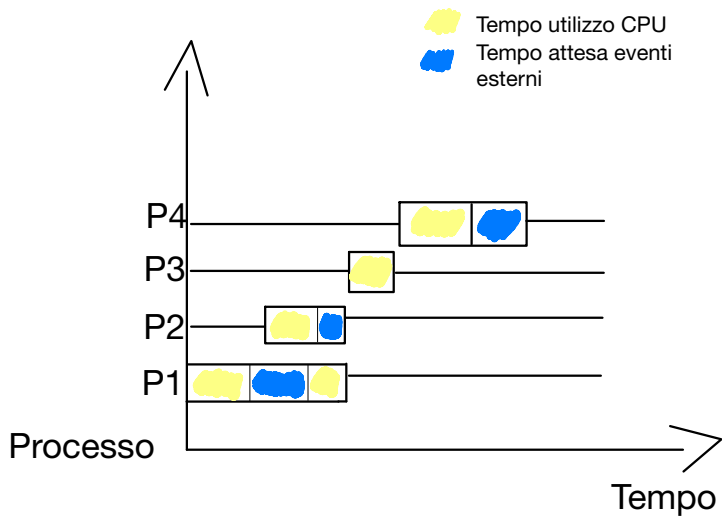 Tempo utilizzo CPU
Tempo attesa eventi
esterni
P4
P3
P2
P1
Processo
Tempo